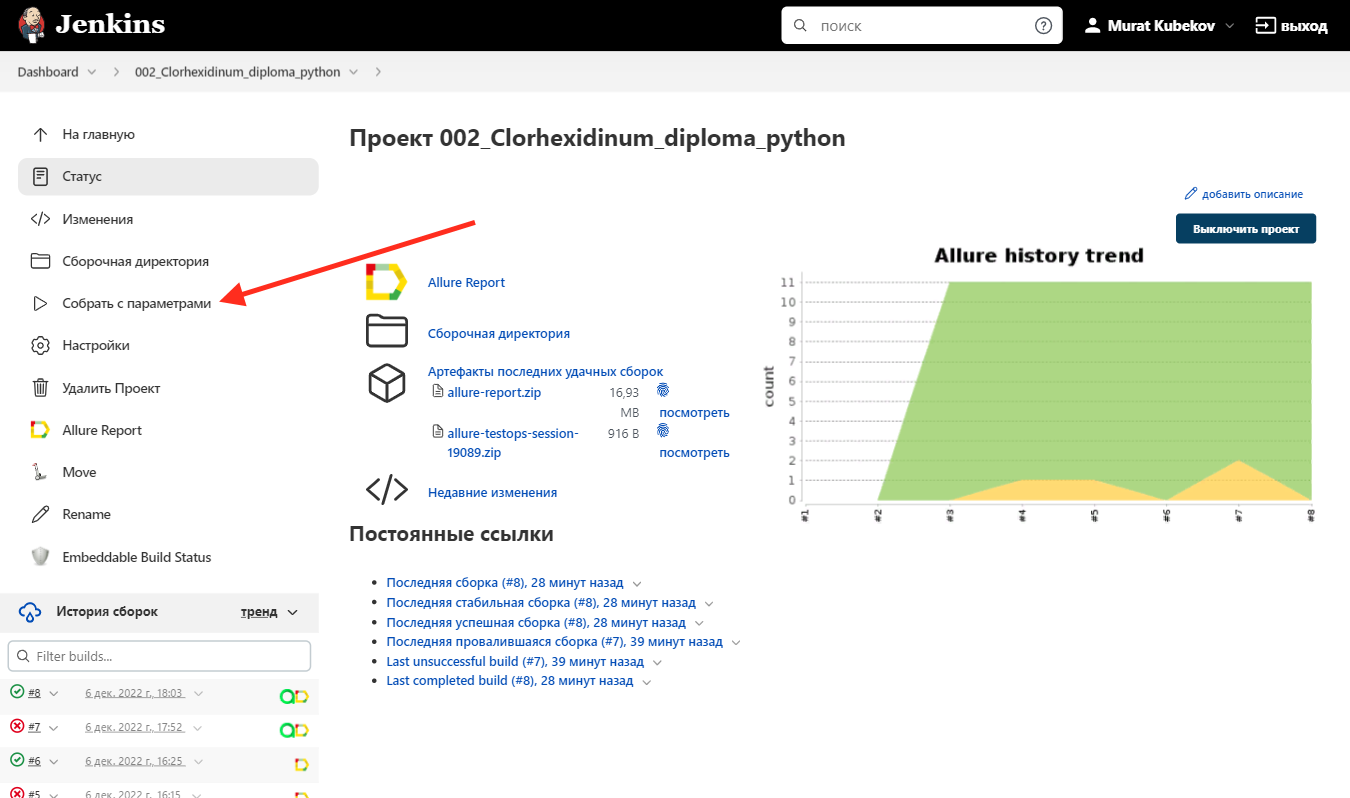 Jenkins
поиск
Murat Kubekov
выход
Dashboard
002_Clorhexidinum_diploma_python
На главную
Статус
Изменения
Сборочная директория
Собрать с параметрами
Настройки
Удалить Проект
Allure Report
Move
Rename
Embeddable Build Status
История сборок
тренд
Filter builds...
#8
6 дек. 2022 г., 18:03
#7
6 дек. 2022 г., 17:52
#6
6 дек. 2022 г., 16:25
#5
6 дек. 2022 г., 16:15
Проект 002_Clorhexidinum_diploma_python
добавить описание
Выключить проект
Allure Report
Сборочная директория
Артефакты последних удачных сборок
allure-report.zip
16,93
MB
посмотреть
allure-testops-session-
19089.zip
916 B
посмотреть
Недавние изменения
Allure history trend
count
11
10
9
8
7
6
5
4
3
2
1
0
#1
#2
#3
#4
#5
#6
#7
#8
Постоянные ссылки
Последняя сборка (#8), 28 минут назад
Последняя стабильная сборка (#8), 28 минут назад
Последняя успешная сборка (#8), 28 минут назад
Последняя провалившаяся сборка (#7), 39 минут назад
Last unsuccessful build (#7), 39 минут назад
Last completed build (#8), 28 минут назад